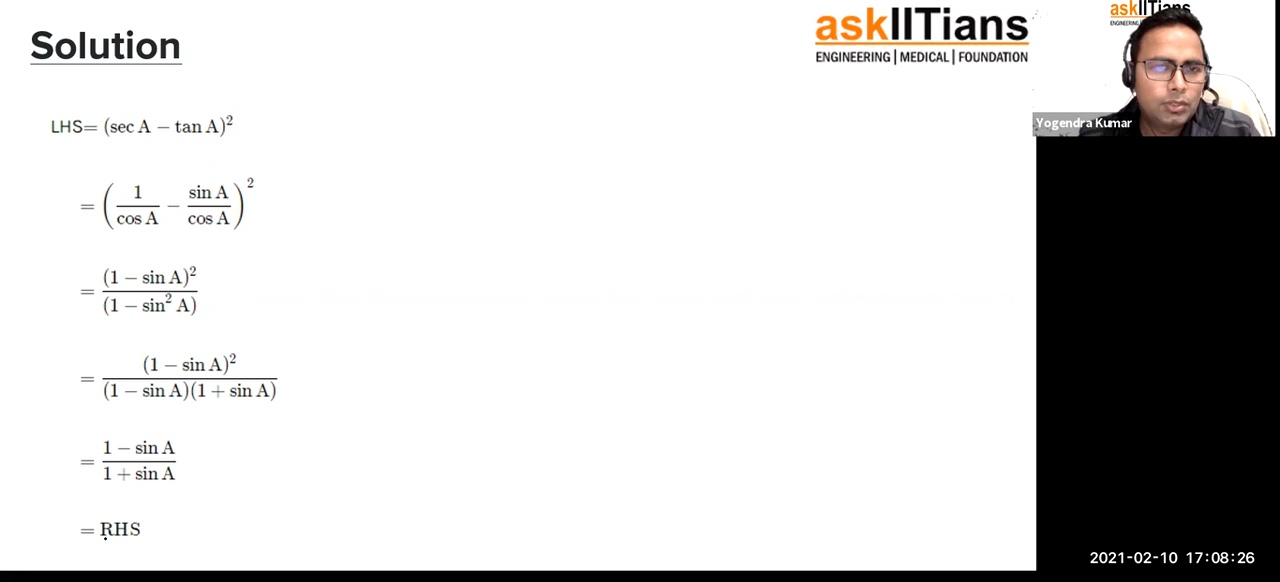 Solution
askIITians
ENGINEERING | MEDICAL | FOUNDATION
askIITians
Yogendra Kumar
LHS= (sec A − tan A)²
= (1/cos A − sin A/cos A)²
= (1 − sin A)²/(1 − sin² A)
= (1 − sin A)²/(1 − sin A)(1 + sin A)
= 1 − sin A/1 + sin A
= RHS
2021-02-10 17:08:26